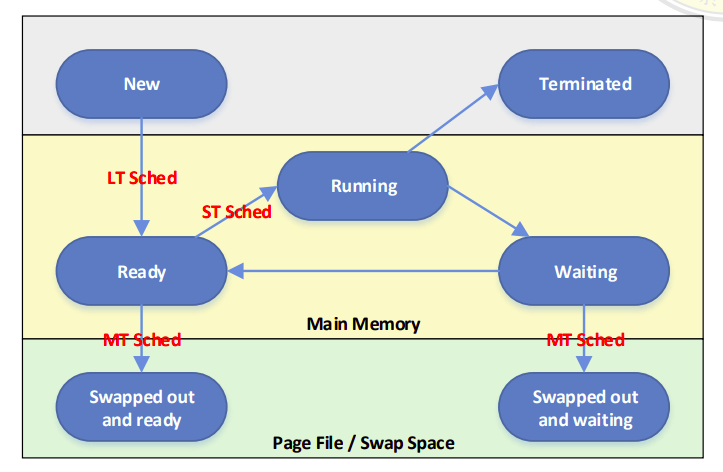 New
Terminated
LT Sched
Running
ST Sched
Ready
Waiting
Main Memory
MT Sched
MT Sched
Swapped out
and ready
Swapped out
and waiting
Page File / Swap Space